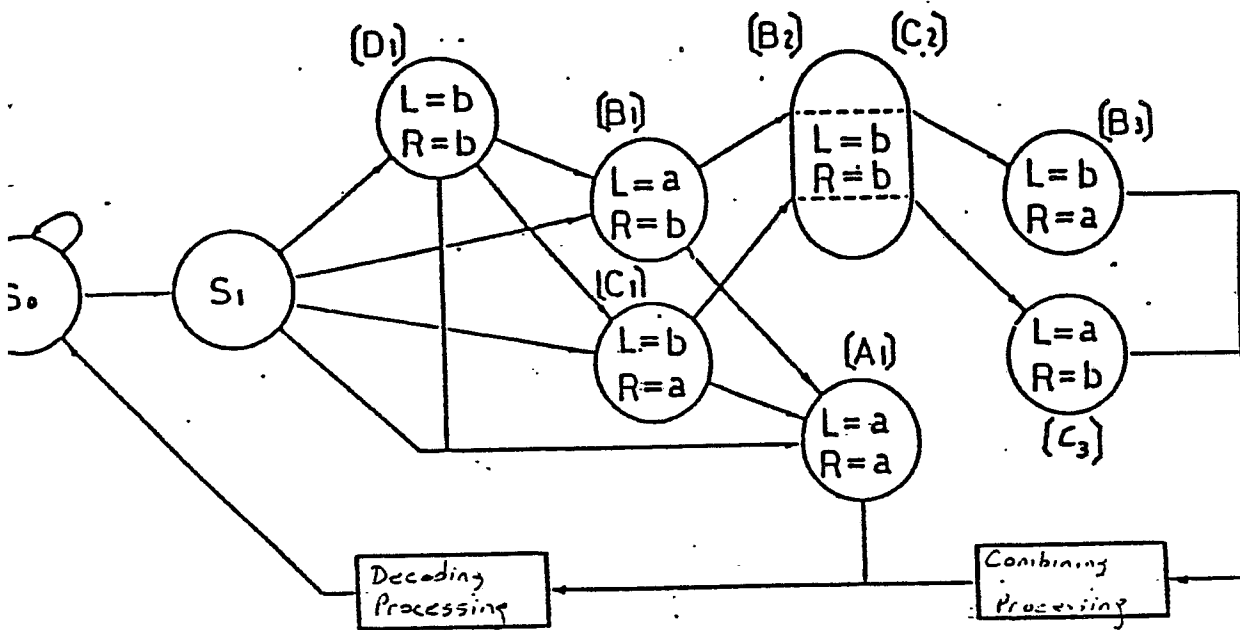 [D1]
L=b
R=b
[B1]
L=a
R=b
[B2]
[C2]
L=b
R=b
[B3]
L=b
R=a
S0
S1
[C1]
L=b
R=a
[A1]
L=a
R=a
L=a
R=b
[C3]
Decoding
Processing
Combining
Processing